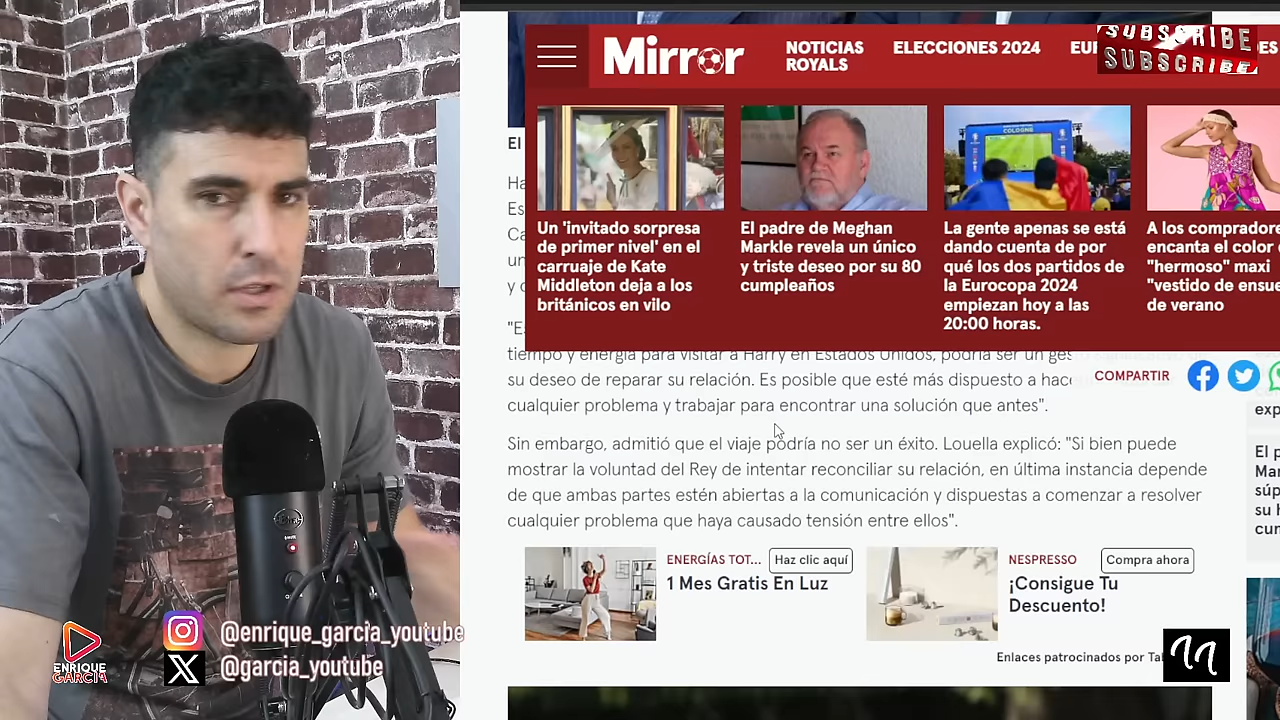 Mirror
NOTICIAS
ROYALS
ELECCIONES 2024
SUBSCRIBE
SUBSCRIBE
Un 'invitado sorpresa
de primer nivel' en el
carruaje de Kate
Middleton deja a los
británicos en vilo
El padre de Meghan
Markle revela un único
y triste deseo por su 80
cumpleaños
La gente apenas se está
dando cuenta de por
qué los dos partidos de
la Eurocopa 2024
empiezan hoy a las
20:00 horas.
A los compradore
encanta el color
"hermoso" maxi
"vestido de ensue
de verano
El
tiempo y energía para visitar a Harry en Estados Unidos, podría ser un
su deseo de reparar su relación. Es posible que esté más dispuesto a
cualquier problema y trabajar para encontrar una solución que antes".
COMPARTIR
Sin embargo, admitió que el viaje podría no ser un éxito. Louella explicó: "Si bien puede
mostrar la voluntad del Rey de intentar reconciliar su relación, en última instancia depende
de que ambas partes estén abiertas a la comunicación y dispuestas a comenzar a resolver
cualquier problema que haya causado tensión entre ellos".
ENERGÍAS TOT... Haz clic aquí
1 Mes Gratis En Luz
NESPRESSO Compra ahora
¡Consigue Tu
Descuento!
Enlaces patrocinados por
@enrique_garcia_youtube
@garcia_youtube
ENRIQUE
GARCIA